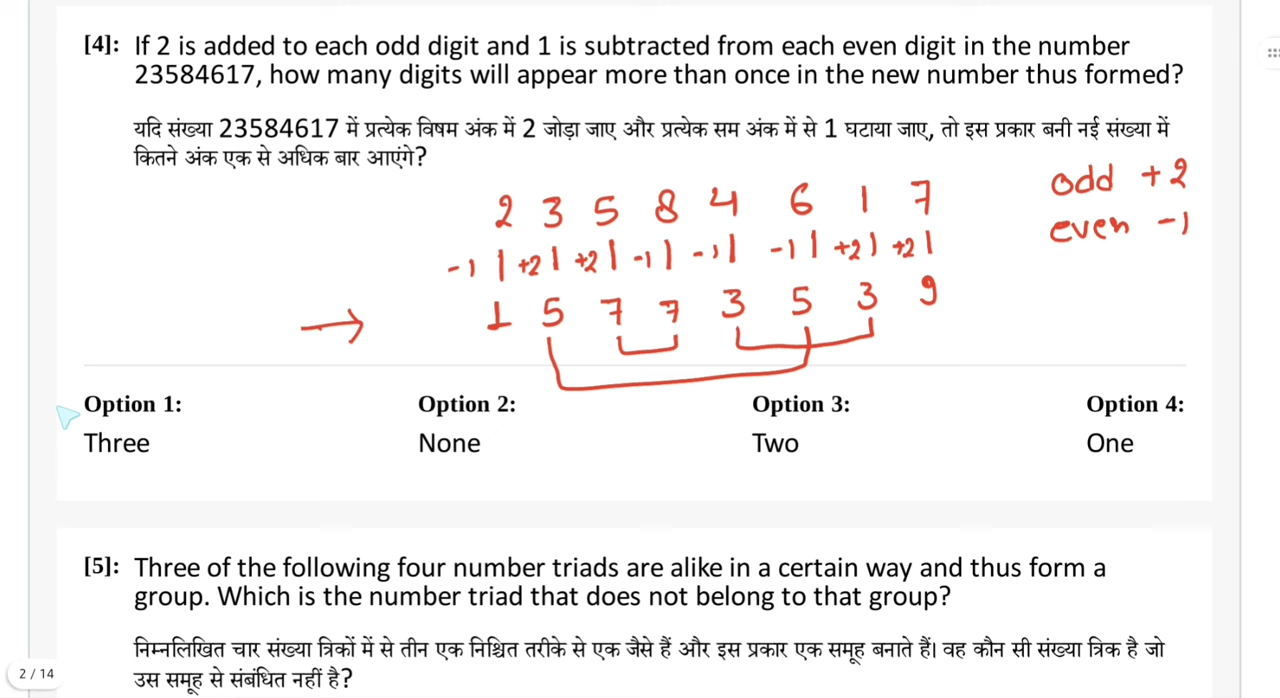 [4]: If 2 is added to each odd digit and 1 is subtracted from each even digit in the number
23584617, how many digits will appear more than once in the new number thus formed?
यदि संख्या 23584617 में प्रत्येक विषम अंक में 2 जोड़ा जाए और प्रत्येक सम अंक में से 1 घटाया जाए, तो इस प्रकार बनी नई संख्या में
कितने अंक एक से अधिक बार आएंगे?
odd +2
even -1
2 3 5 8 4 6 1 7
-1| +2| +2| -1| -1| -1| +2| +2|
→ 1 5 7 7 3 5 3 9
Option 1: Option 2: Option 3: Option 4:
Three None Two One
[5]: Three of the following four number triads are alike in a certain way and thus form a
group. Which is the number triad that does not belong to that group?
निम्नलिखित चार संख्या त्रिकों में से तीन एक निश्चित तरीके से एक जैसे हैं और इस प्रकार एक समूह बनाते हैं। वह कौन सी संख्या त्रिक है जो
उस समूह से संबंधित नहीं है?
2 / 14